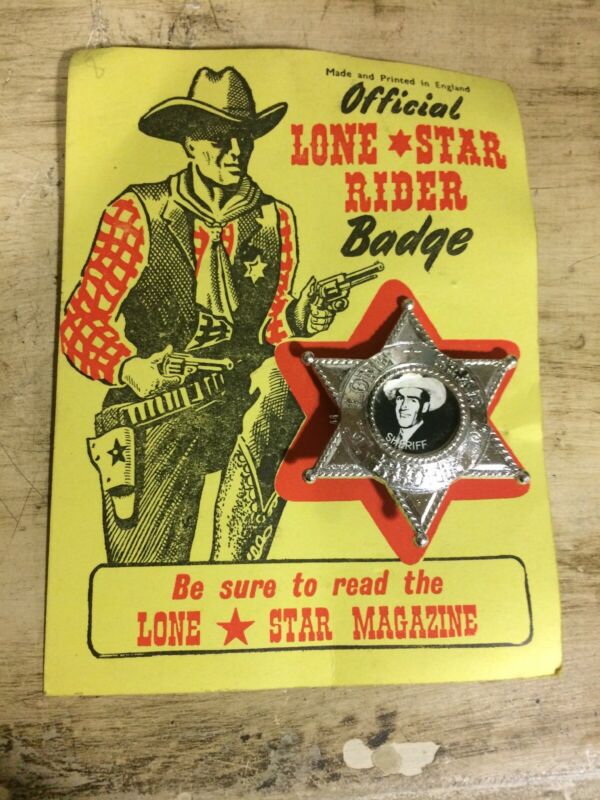 Made and Printed in England
Official
LONE ★ STAR
RIDER
Badge
SHERIFF
Be sure to read the
LONE ★ STAR MAGAZINE